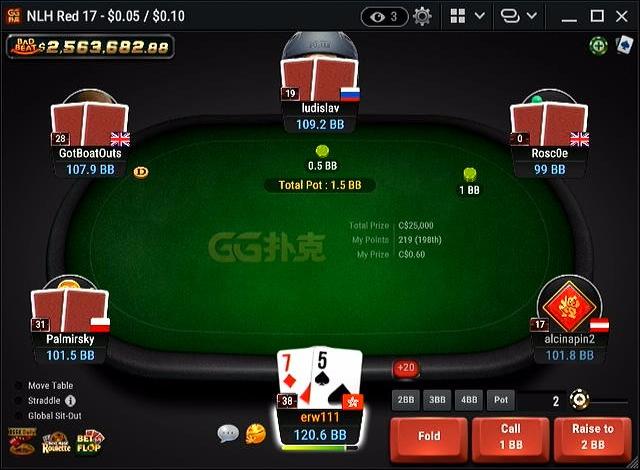 NLH Red 17 - $0.05 / $0.10
3
BAD BEAT $2,563,682.88
19
ludislav
109.2 BB
28
GotBoatOuts
107.9 BB
D
0
Rosc0e
99 BB
0.5 BB
Total Pot : 1.5 BB
1 BB
GG扑克
Total Prize C$25,000
My Points 219 (198th)
My Prize C$0.60
31
Palmirsky
101.5 BB
17
alcinapin2
101.8 BB
7 5
38
erw111
120.6 BB
+20
Move Table
Straddle
Global Sit-Out
2BB 3BB 4BB Pot 2
BET FLOP
Fold
Call
1 BB
Raise to
2 BB